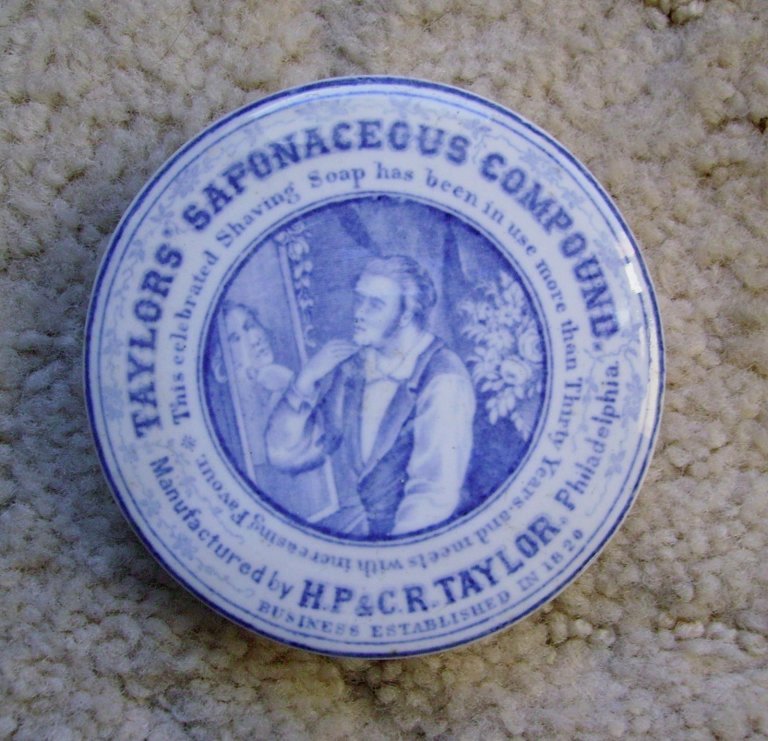 TAYLORS' SAPONACEOUS COMPOUND.
This celebrated Shaving Soap has been in use more than Thirty Years and meets with increasing Favour. *
Manufactured by H.P. & C.R. TAYLOR, Philadelphia.
BUSINESS ESTABLISHED IN 1820